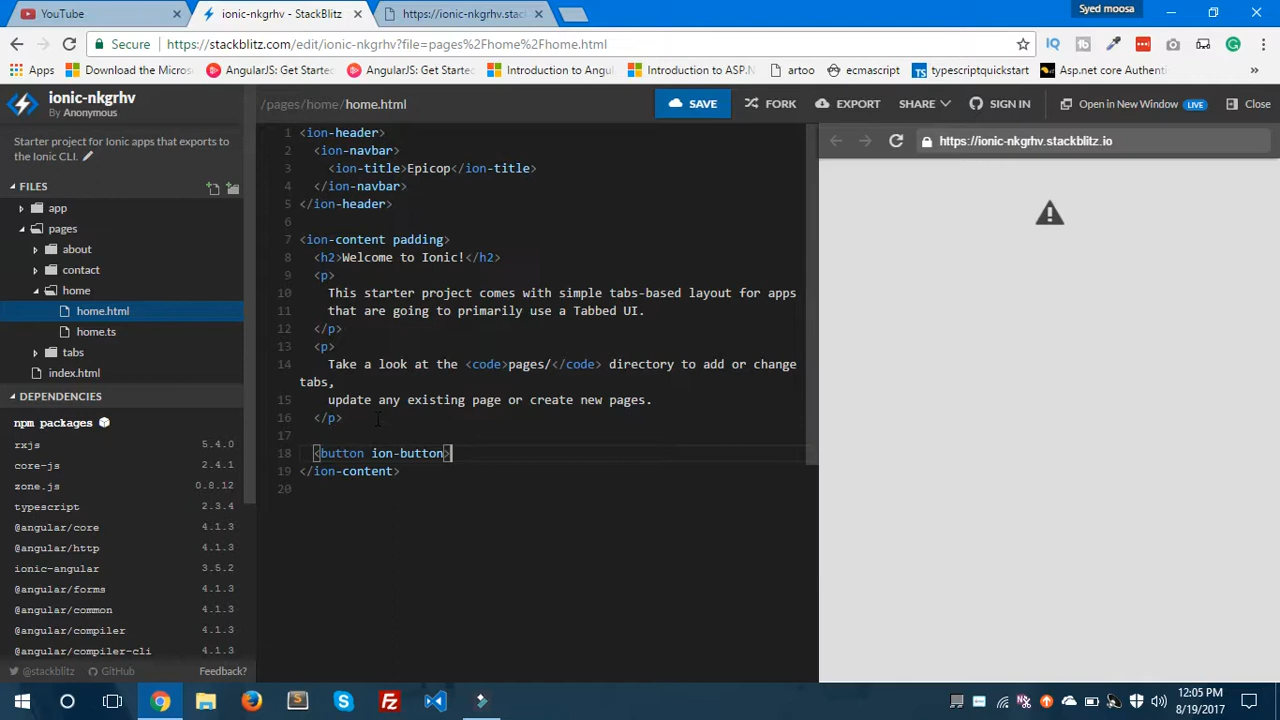 YouTube
ionic-nkgrhv - StackBlitz
https://ionic-nkgrhv.stac
Syed moosa
Secure
https://stackblitz.com/edit/ionic-nkgrhv?file=pages%2Fhome%2Fhome.html
Apps
Download the Micros
AngularJS: Get Starte
AngularJS: Get Starte
Introduction to Angu
Introduction to ASP.N
artoo
ecmascript
typescriptquickstart
Asp.net core Authenti
ionic-nkgrhv
By Anonymous
/pages/home/home.html
SAVE
FORK
EXPORT
SHARE
SIGN IN
Open in New Window
LIVE
Close
Starter project for Ionic apps that exports to
the Ionic CLI.
https://ionic-nkgrhv.stackblitz.io
FILES
app
pages
about
contact
home
home.html
home.ts
tabs
index.html
DEPENDENCIES
npm packages
rxjs 5.4.0
core-js 2.4.1
zone.js 0.8.12
typescript 2.3.4
@angular/core 4.1.3
@angular/http 4.1.3
ionic-angular 3.5.2
@angular/forms 4.1.3
@angular/common 4.1.3
@angular/compiler 4.1.3
@angular/compiler-cli 4.1.3
@stackblitz
GitHub
Feedback?
1 <ion-header>
2 <ion-navbar>
3 <ion-title>Epicop</ion-title>
4 </ion-navbar>
5 </ion-header>
6
7 <ion-content padding>
8 <h2>Welcome to Ionic!</h2>
9 <p>
10 This starter project comes with simple tabs-based layout for apps
11 that are going to primarily use a Tabbed UI.
12 </p>
13 <p>
14 Take a look at the <code>pages/</code> directory to add or change
tabs,
15 update any existing page or create new pages.
16 </p>
17
18 <button ion-button>
19 </ion-content>
20
12:05 PM
8/19/2017